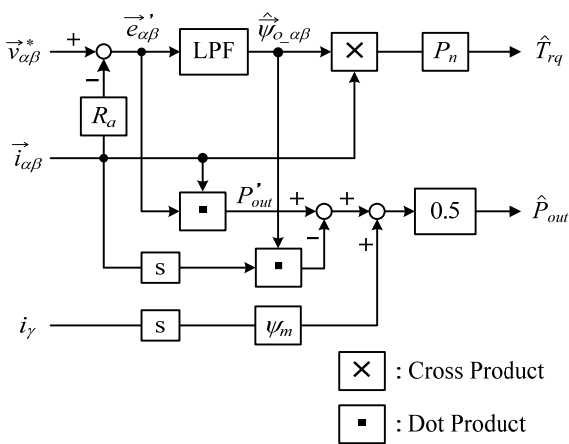 v⃗*αβ + − e⃗αβ' LPF ψ̂⃗o_αβ × Pn T̂rq
Ra
i⃗αβ
▪ P'out + − + + 0.5 P̂out
s ▪
iγ s ψm
× : Cross Product
▪ : Dot Product